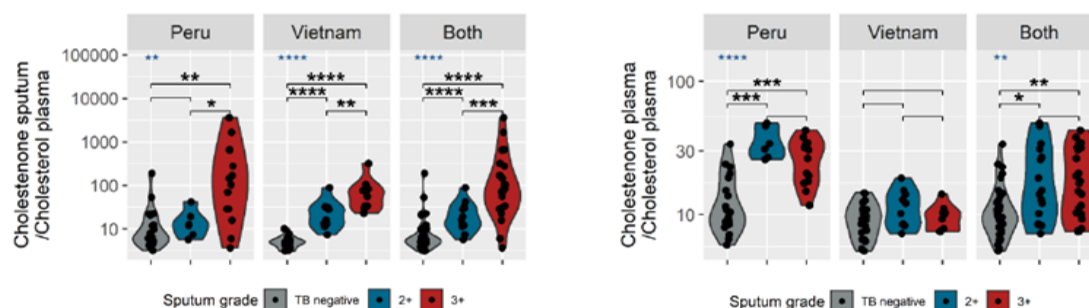 Peru Vietnam Both
Cholestenone sputum
/Cholesterol plasma
100000
10000
1000
100
10
** **** ****
** **** ****
**** ****
* ** ***
Sputum grade TB negative 2+ 3+
Peru Vietnam Both
Cholestenone plasma
/Cholesterol plasma
100
30
10
**** **
*** **
*** *
Sputum grade TB negative 2+ 3+